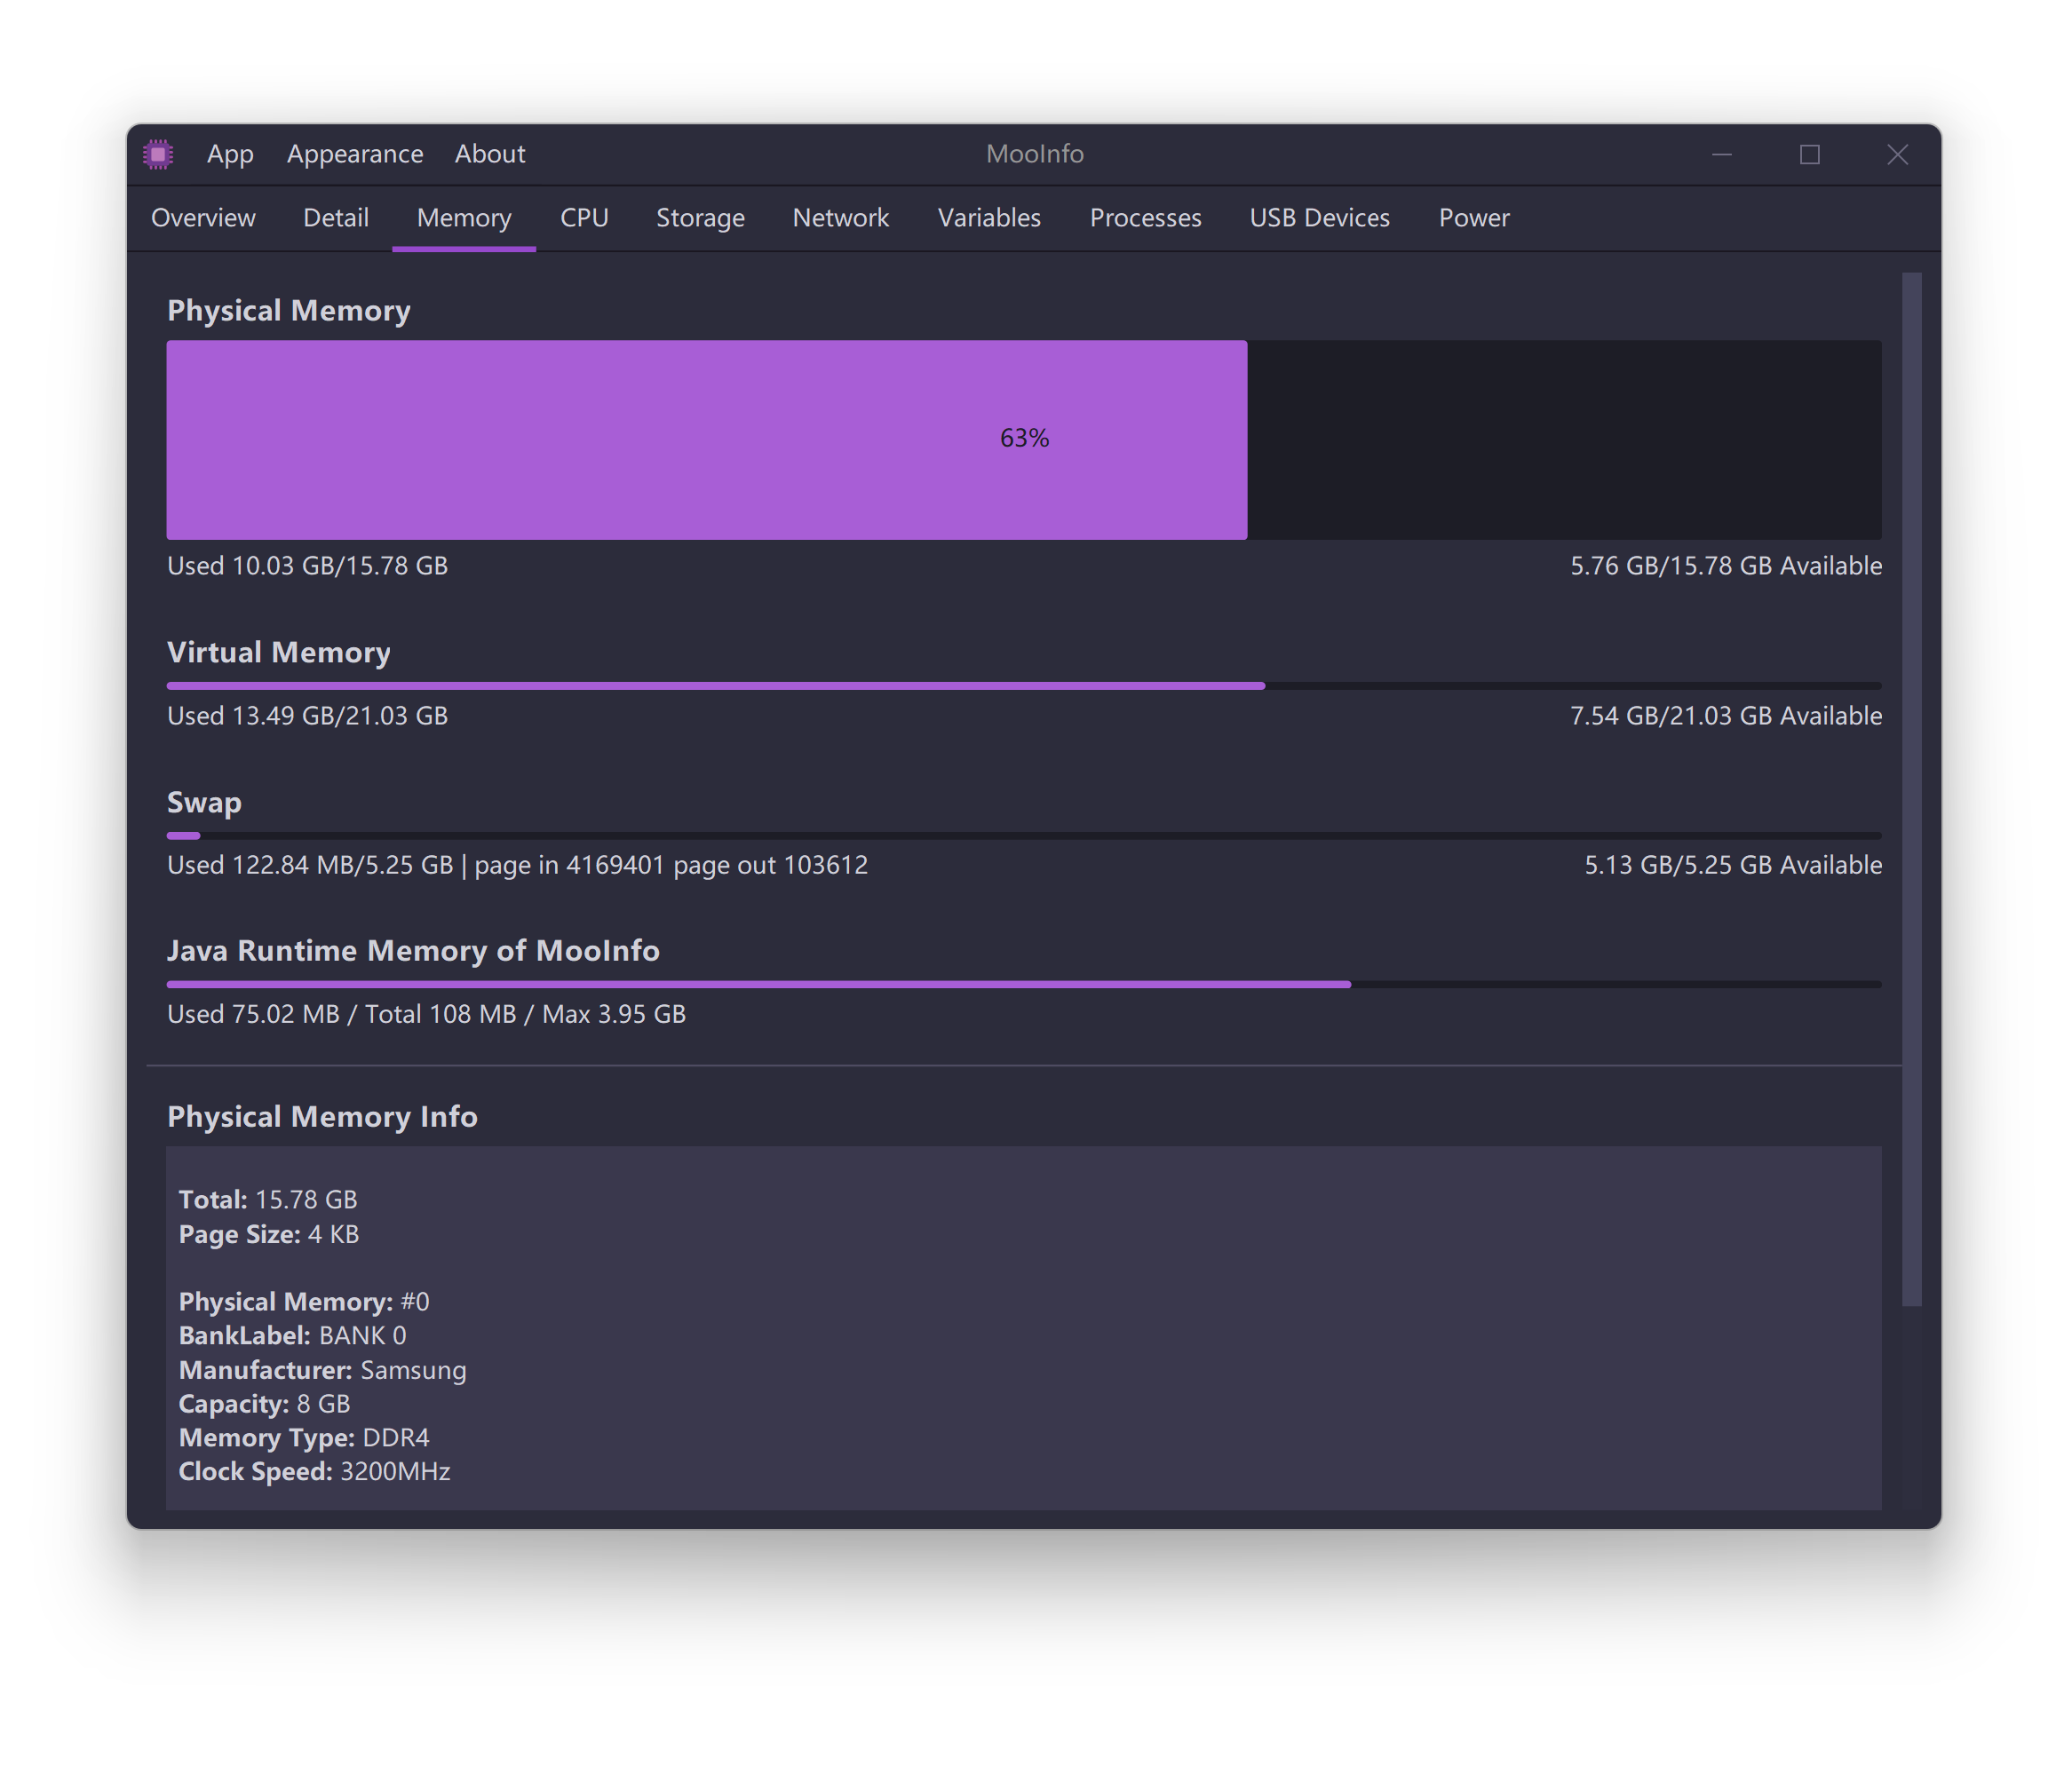 App Appearance About MooInfo
Overview Detail Memory CPU Storage Network Variables Processes USB Devices Power
Physical Memory
63%
Used 10.03 GB/15.78 GB 5.76 GB/15.78 GB Available
Virtual Memory
Used 13.49 GB/21.03 GB 7.54 GB/21.03 GB Available
Swap
Used 122.84 MB/5.25 GB | page in 4169401 page out 103612 5.13 GB/5.25 GB Available
Java Runtime Memory of MooInfo
Used 75.02 MB / Total 108 MB / Max 3.95 GB
Physical Memory Info
Total: 15.78 GB
Page Size: 4 KB
Physical Memory: #0
BankLabel: BANK 0
Manufacturer: Samsung
Capacity: 8 GB
Memory Type: DDR4
Clock Speed: 3200MHz